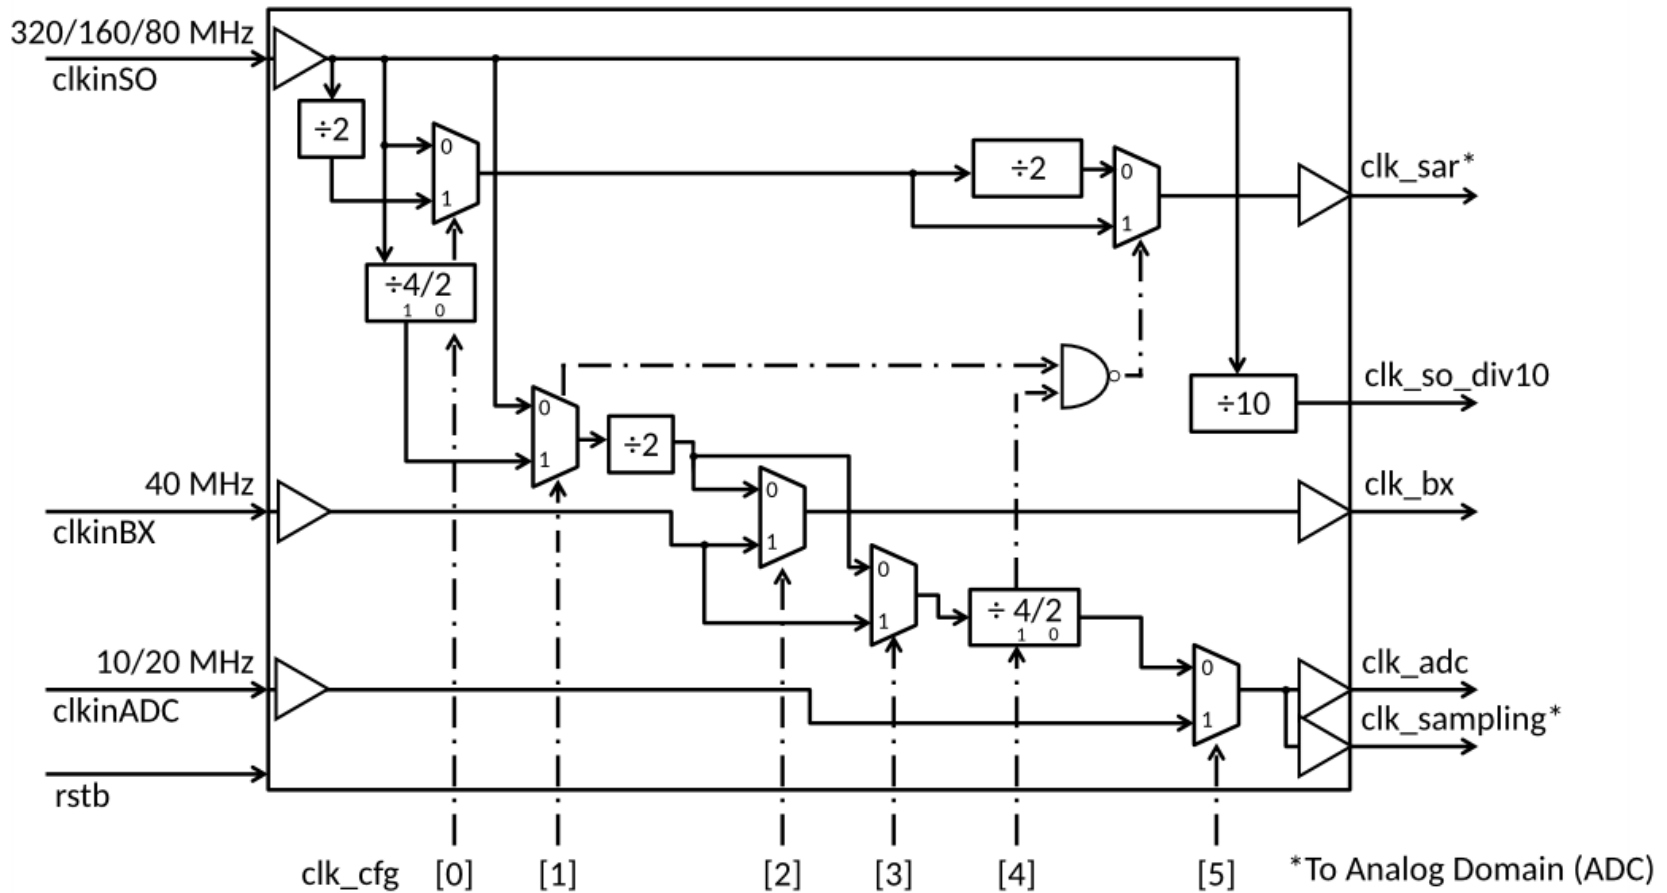 320/160/80 MHz
clkinSO
÷2
0
1
÷2
0
1
clk_sar*
÷4/2
1 0
clk_so_div10
÷10
0
1
÷2
40 MHz
clkinBX
0
1
clk_bx
0
1
÷ 4/2
1 0
10/20 MHz
clkinADC
0
1
clk_adc
clk_sampling*
rstb
clk_cfg [0] [1] [2] [3] [4] [5] *To Analog Domain (ADC)